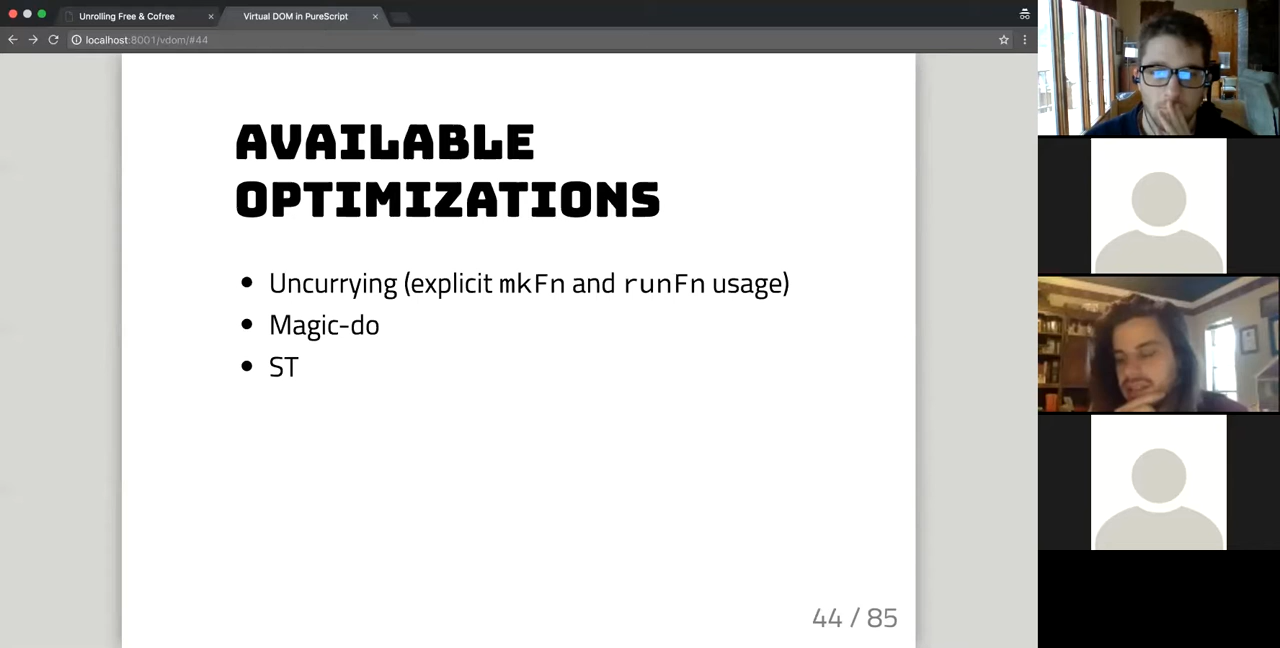 Unrolling Free & Cofree
Virtual DOM in PureScript
localhost:8001/vdom/#44
AVAILABLE
OPTIMIZATIONS
Uncurrying (explicit mkFn and runFn usage)
Magic-do
ST
44 / 85